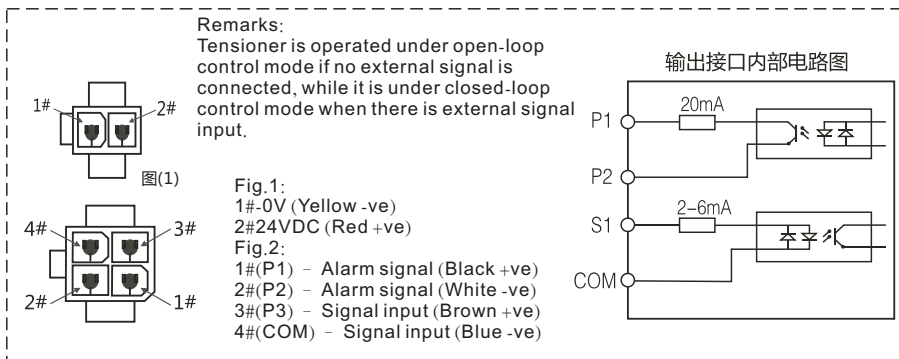 Remarks:
Tensioner is operated under open-loop
control mode if no external signal is
connected, while it is under closed-loop
control mode when there is external signal
input.
1#
2#
图(1)
4#
3#
2#
1#
Fig.1:
1#-0V (Yellow -ve)
2#24VDC (Red +ve)
Fig.2:
1#(P1) - Alarm signal (Black +ve)
2#(P2) - Alarm signal (White -ve)
3#(P3) - Signal input (Brown +ve)
4#(COM) - Signal input (Blue -ve)
输出接口内部电路图
P1
20mA
P2
S1
2-6mA
COM